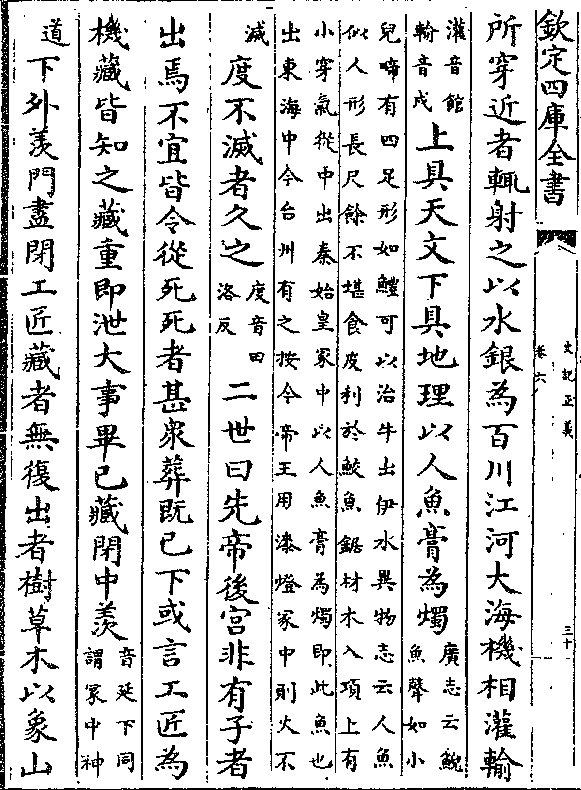 欽定四庫全書
史記正義
卷六
三十
所穿近者輒射之以水銀為百川江河大海機相灌輸
灌音館
輸音戍
上具天文下具地理以人魚膏為燭
廣志云鯢
魚聲如小
兒啼有四足形如鱧可以治牛出伊水異物志云人魚
似人形長尺餘不堪食皮利於鮫魚鋸材木入項上有
小穿氣從中出秦始皇冢中以人魚膏為燭即此魚也
出東海中今台州有之按今帝王用漆燈冢中則火不
滅
度不滅者久之
度音田
洛反
二世曰先帝後宮非有子者
出焉不宜皆令從死死者甚衆葬既已下或言工匠為
機藏皆知之藏重即泄大事畢已藏閉中羨
音延下同
謂冢中神
道
下外羨門盡閉工匠藏者無復出者樹草木以象山